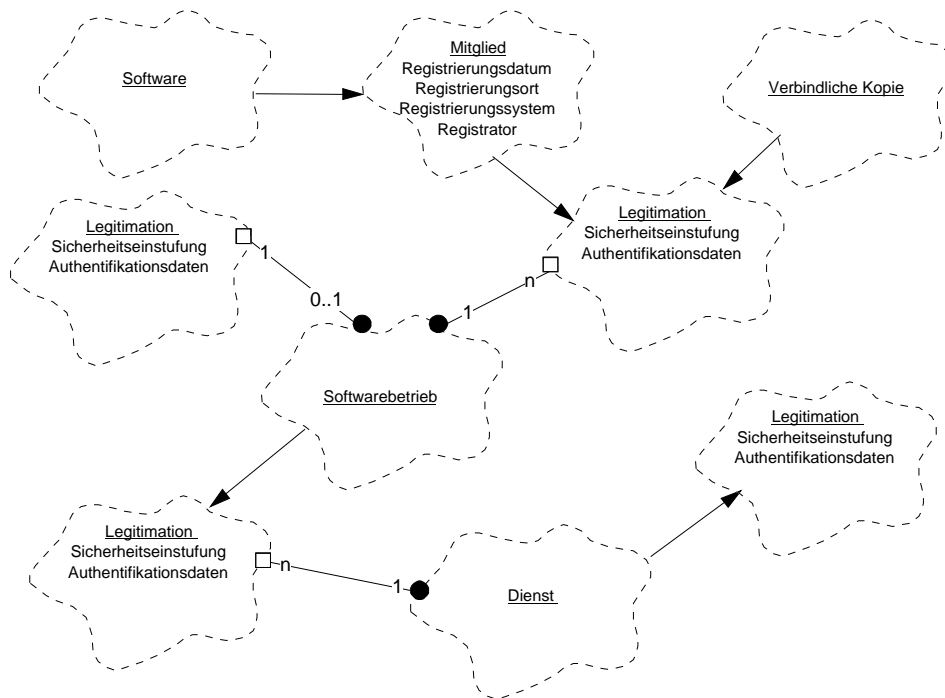 Software
Mitglied
Registrierungsdatum
Registrierungsort
Registrierungssystem
Registrator
Verbindliche Kopie
Legitimation
Sicherheitseinstufung
Authentifikationsdaten
1
0..1
Legitimation
Sicherheitseinstufung
Authentifikationsdaten
n
1
Softwarebetrieb
Legitimation
Sicherheitseinstufung
Authentifikationsdaten
Legitimation
Sicherheitseinstufung
Authentifikationsdaten
n
1
Dienst